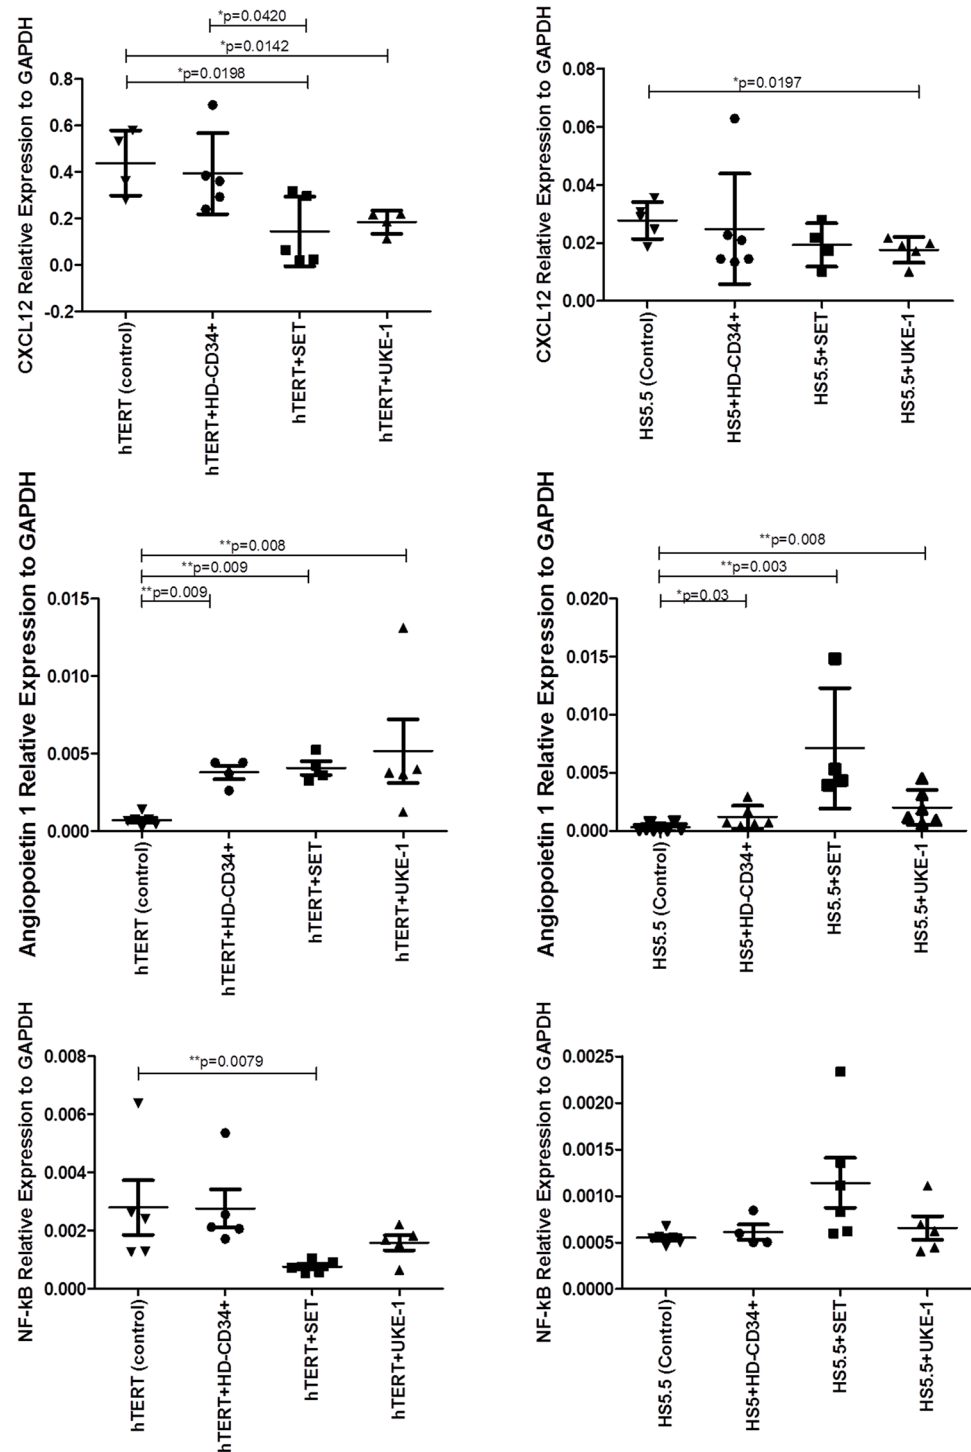 *p=0.0420
*p=0.0142
*p=0.0198
CXCL12 Relative Expression to GAPDH
0.8
0.6
0.4
0.2
0.0
-0.2
hTERT (control)
hTERT+HD-CD34+
hTERT+SET
hTERT+UKE-1
*p=0.0197
CXCL12 Relative Expression to GAPDH
0.08
0.06
0.04
0.02
0.00
HS5.5 (Control)
HS5+HD-CD34+
HS5.5+SET
HS5.5+UKE-1
**p=0.008
**p=0.009
**p=0.009
Angiopoietin 1 Relative Expression to GAPDH
0.015
0.010
0.005
0.000
hTERT (control)
hTERT+HD-CD34+
hTERT+SET
hTERT+UKE-1
**p=0.008
**p=0.003
*p=0.03
Angiopoietin 1 Relative Expression to GAPDH
0.020
0.015
0.010
0.005
0.000
HS5.5 (Control)
HS5+HD-CD34+
HS5.5+SET
HS5.5+UKE-1
**p=0.0079
NF-kB Relative Expression to GAPDH
0.008
0.006
0.004
0.002
0.000
hTERT (control)
hTERT+HD-CD34+
hTERT+SET
hTERT+UKE-1
NF-kB Relative Expression to GAPDH
0.0025
0.0020
0.0015
0.0010
0.0005
0.0000
HS5.5 (Control)
HS5+HD-CD34+
HS5.5+SET
HS5.5+UKE-1